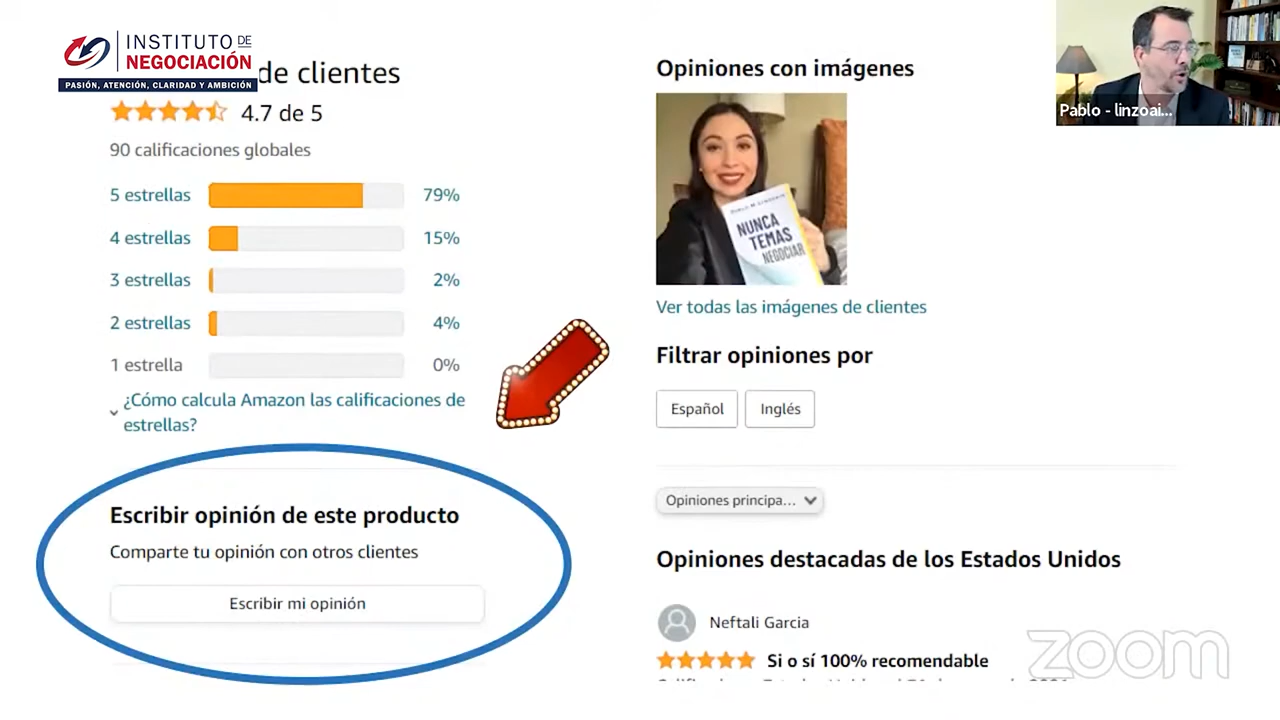 INSTITUTO DE
NEGOCIACIÓN
PASIÓN, ATENCIÓN, CLARIDAD Y AMBICIÓN
de clientes
4.7 de 5
90 calificaciones globales
5 estrellas 79%
4 estrellas 15%
3 estrellas 2%
2 estrellas 4%
1 estrella 0%
¿Cómo calcula Amazon las calificaciones de
estrellas?
Escribir opinión de este producto
Comparte tu opinión con otros clientes
Escribir mi opinión
Opiniones con imágenes
NUNCA
TEMAS
NEGOCIAR
Ver todas las imágenes de clientes
Filtrar opiniones por
Español Inglés
Opiniones principa...
Opiniones destacadas de los Estados Unidos
Neftali Garcia
Si o sí 100% recomendable
Pablo - linzoai...
zoom